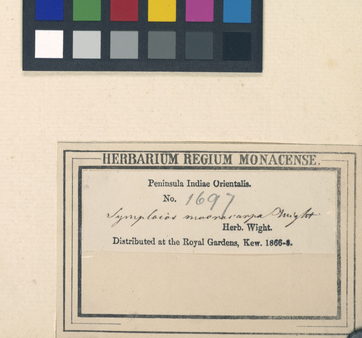 HERBARIUM REGIUM MONACENSE.
Peninsula Indiae Orientalis.
No. 1697
Symplocos macrocarpa Wight
Herb. Wight.
Distributed at the Royal Gardens, Kew. 1866-8.